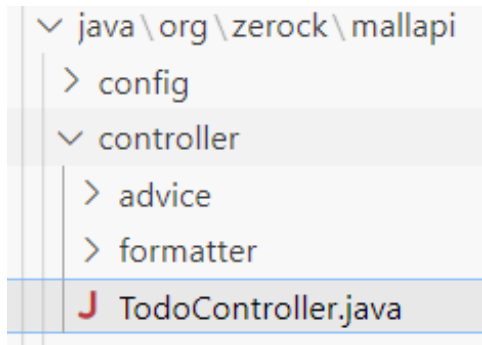 java\org\zerock\mallapi
config
controller
advice
formatter
J TodoController.java